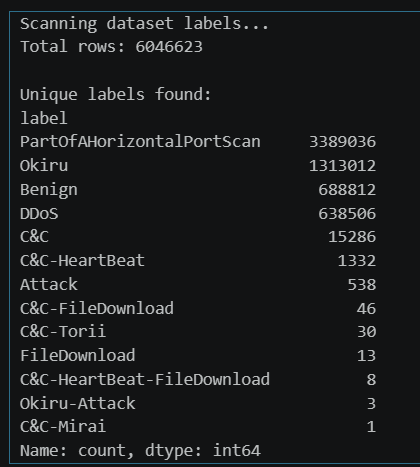 Scanning dataset labels...
Total rows: 6046623

Unique labels found:
label
PartOfAHorizontalPortScan    3389036
Okiru                        1313012
Benign                        688812
DDoS                          638506
C&C                            15286
C&C-HeartBeat                   1332
Attack                           538
C&C-FileDownload                  46
C&C-Torii                         30
FileDownload                      13
C&C-HeartBeat-FileDownload         8
Okiru-Attack                       3
C&C-Mirai                          1
Name: count, dtype: int64